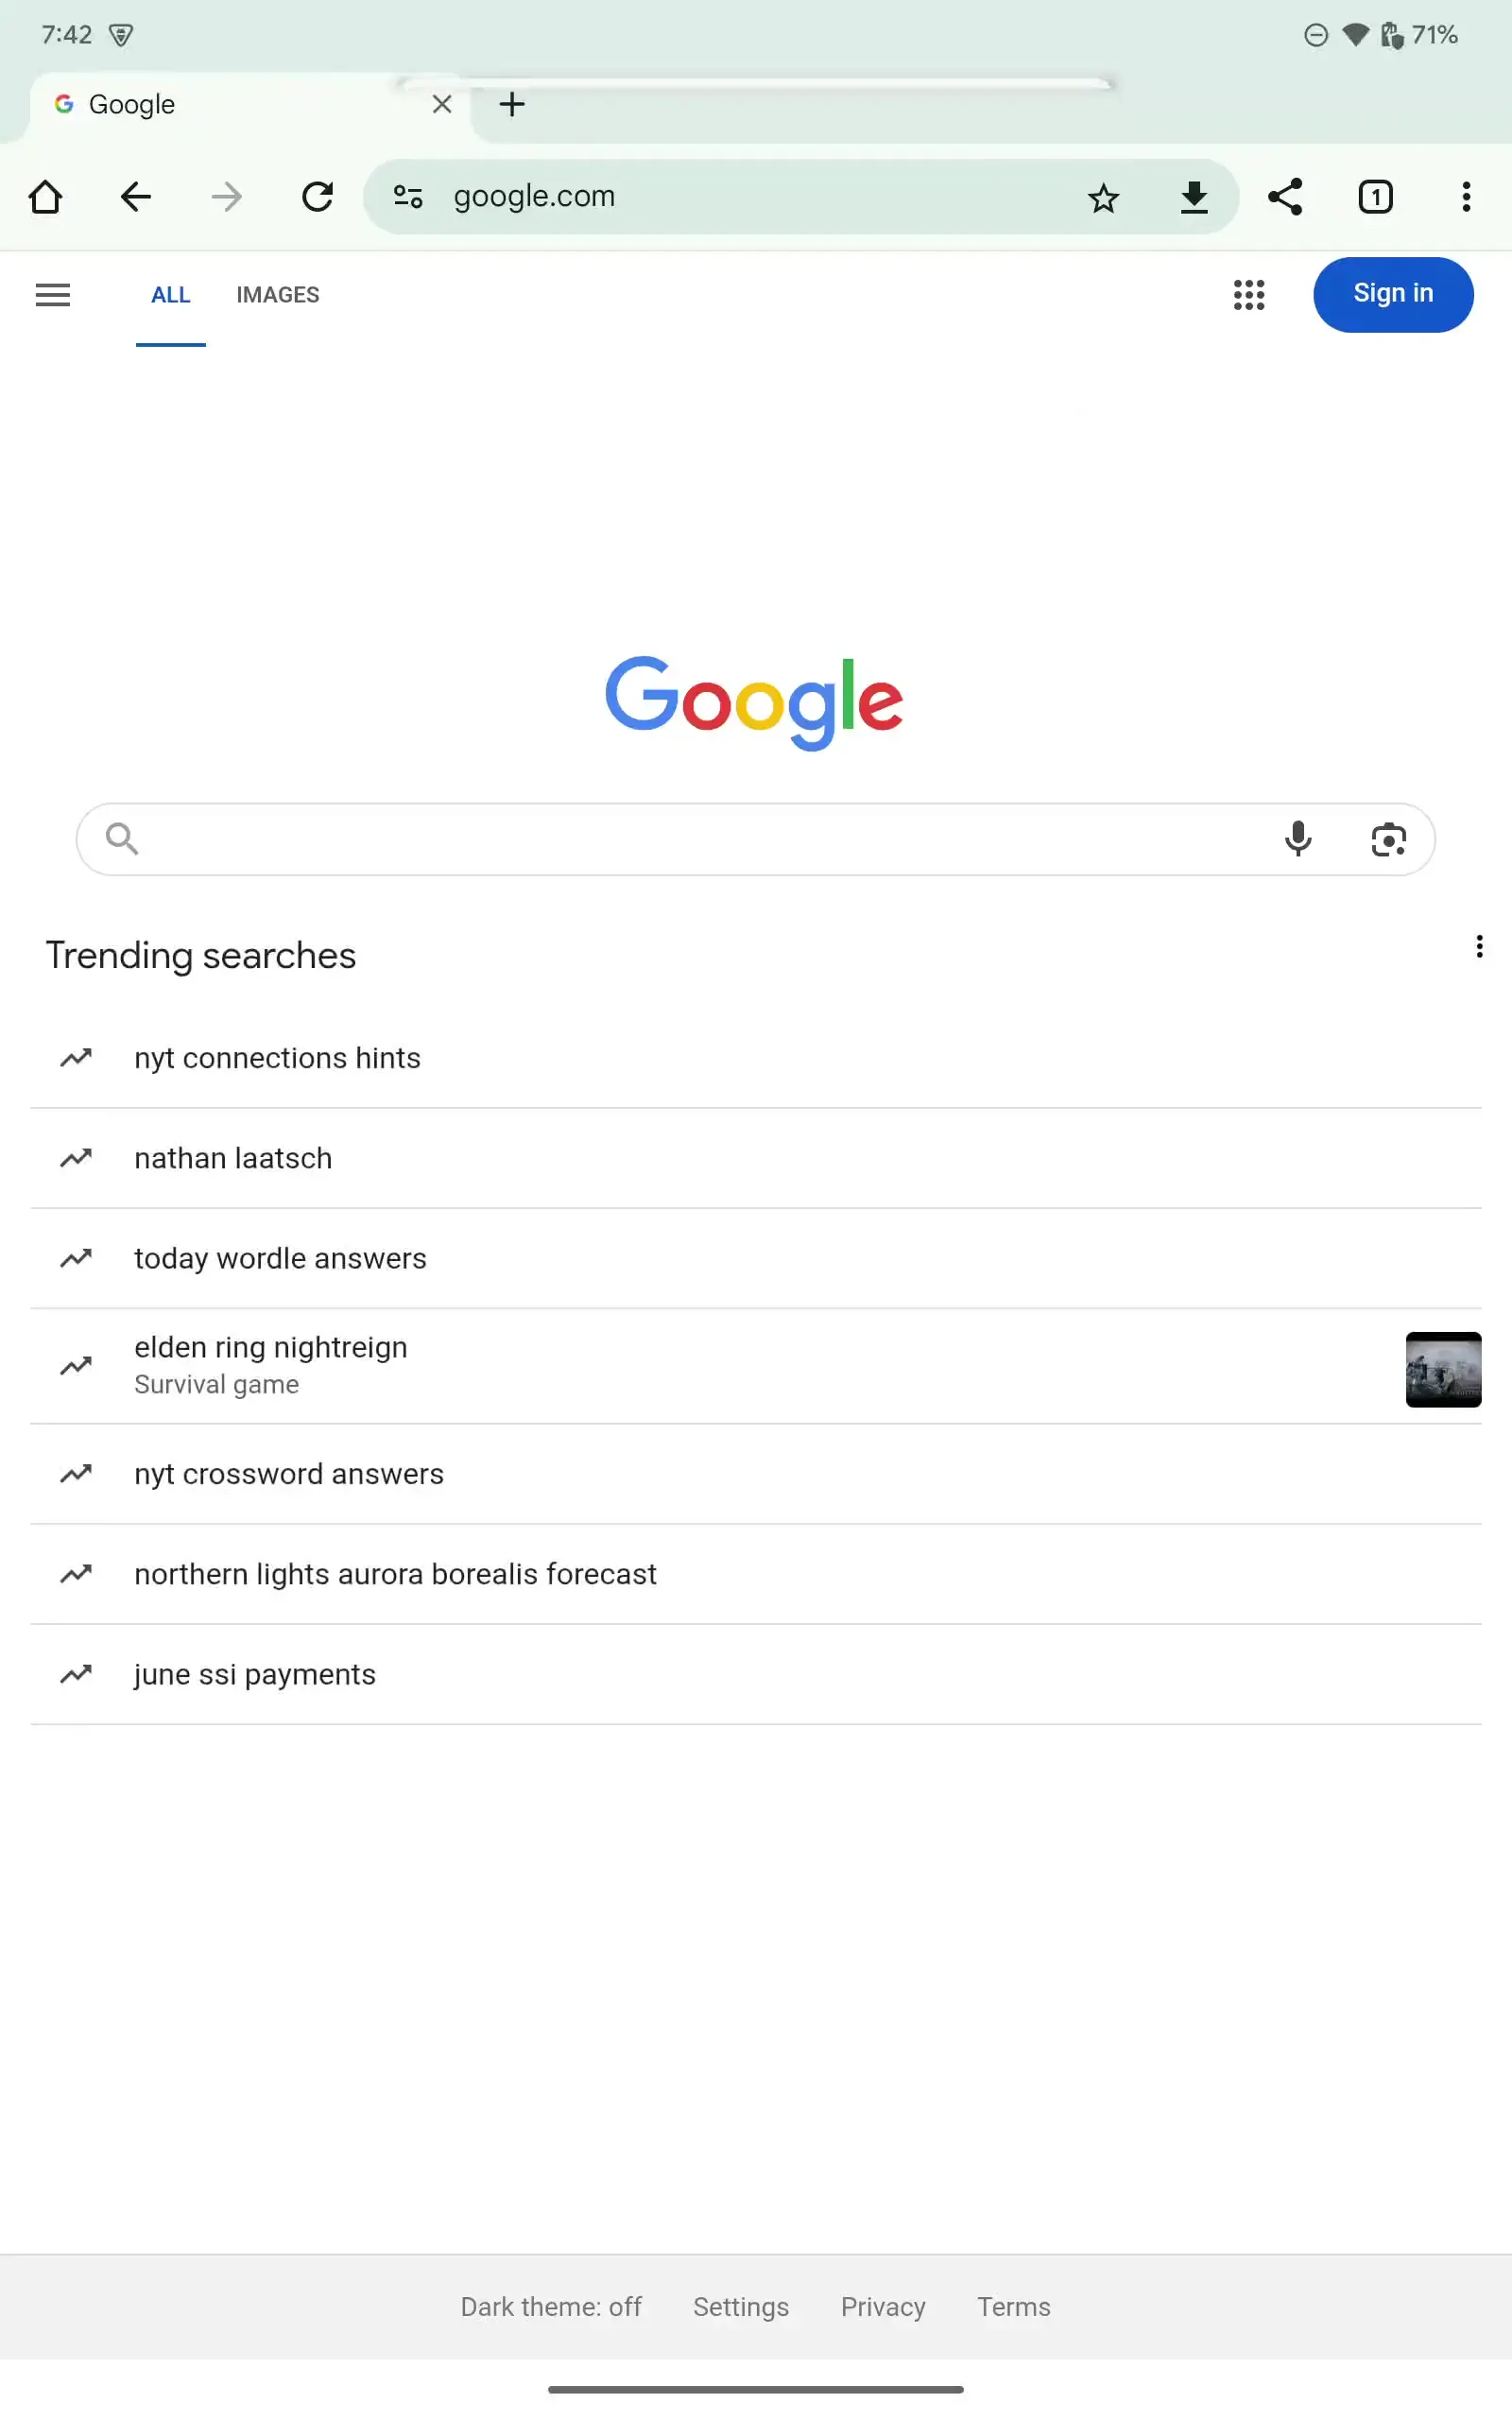 7:42 71%
Google
google.com 1
ALL IMAGES Sign in
Google
Trending searches
nyt connections hints
nathan laatsch
today wordle answers
elden ring nightreign
Survival game
nyt crossword answers
northern lights aurora borealis forecast
june ssi payments
Dark theme: off Settings Privacy Terms